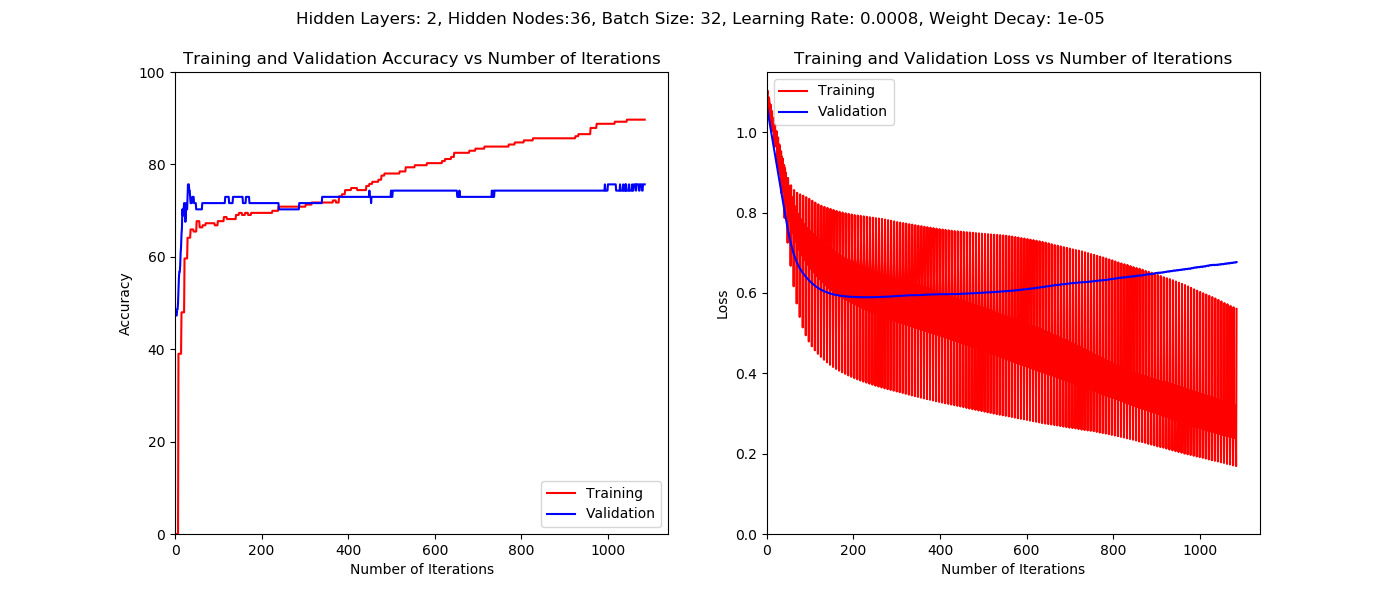 Hidden Layers: 2, Hidden Nodes:36, Batch Size: 32, Learning Rate: 0.0008, Weight Decay: 1e-05
Training and Validation Accuracy vs Number of Iterations
100
80
60
40
20
0
Accuracy
0 200 400 600 800 1000
Number of Iterations
Training
Validation
Training and Validation Loss vs Number of Iterations
Training
Validation
1.0
0.8
0.6
0.4
0.2
0.0
Loss
0 200 400 600 800 1000
Number of Iterations